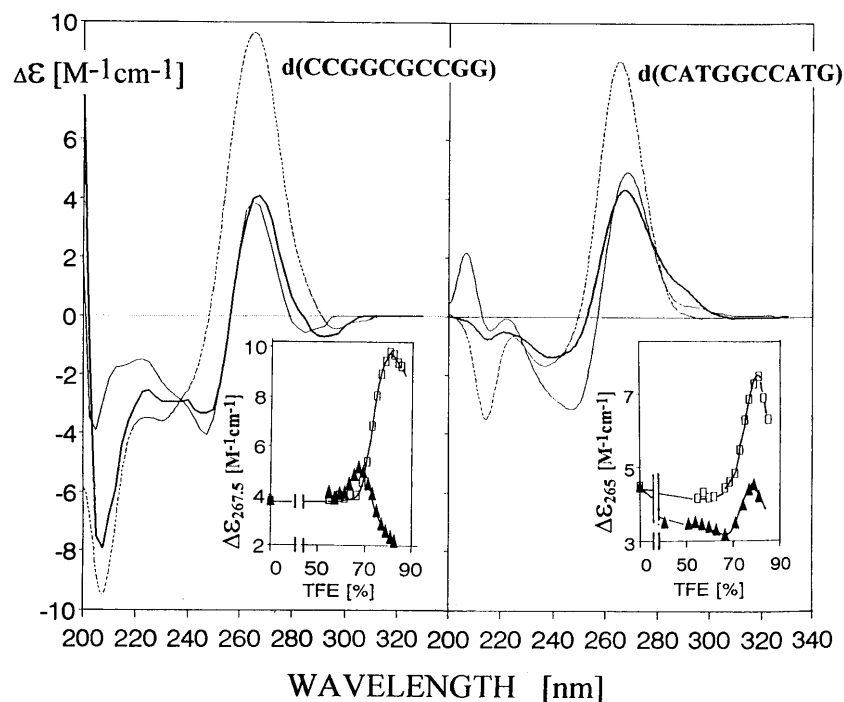 10
Δε [M-1cm-1]
d(CCGGCGCCGG)
d(CATGGCCATG)
8
6
4
2
0
-2
-4
-6
-8
-10
10
8
6
4
2
Δε267.5 [M-1cm-1]
0 50 70 90
TFE [%]
7
5
3
Δε265 [M-1cm-1]
0 50 70 90
TFE [%]
200 220 240 260 280 300 320 200 220 240 260 280 300 320 340
WAVELENGTH [nm]